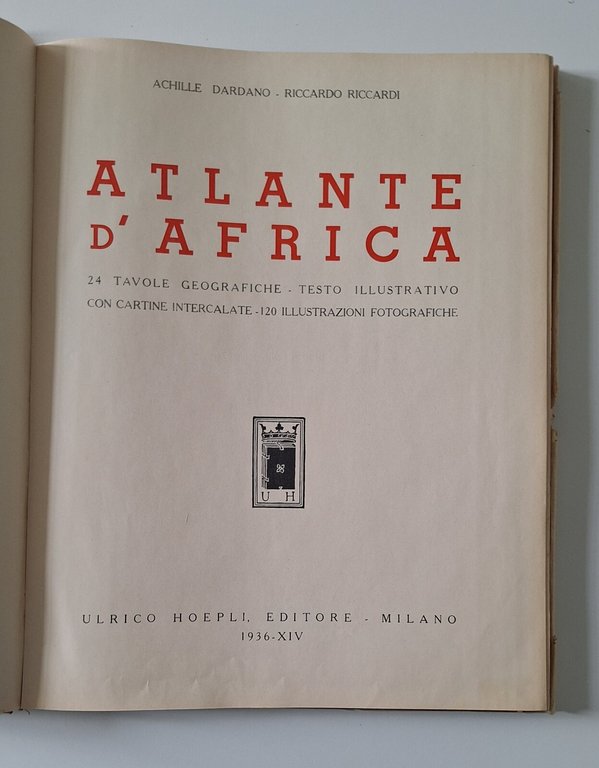 ACHILLE DARDANO - RICCARDO RICCARDI
ATLANTE
D'AFRICA
24 TAVOLE GEOGRAFICHE - TESTO ILLUSTRATIVO
CON CARTINE INTERCALATE - 120 ILLUSTRAZIONI FOTOGRAFICHE
U H
ULRICO HOEPLI, EDITORE - MILANO
1936-XIV